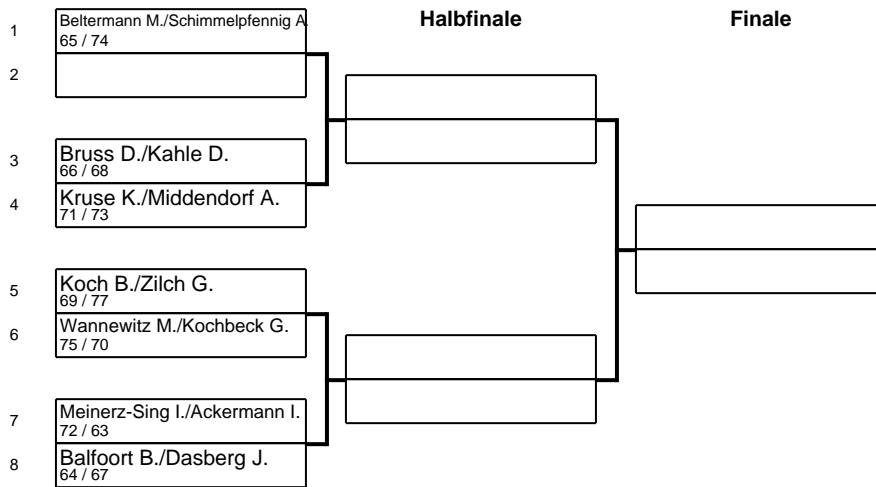 Halbfinale Finale
1 Beltermann M./Schimmelpfennig A.
65 / 74
2
3 Bruss D./Kahle D.
66 / 68
4 Kruse K./Middendorf A.
71 / 73
5 Koch B./Zilch G.
69 / 77
6 Wannewitz M./Kochbeck G.
75 / 70
7 Meinerz-Sing I./Ackermann I.
72 / 63
8 Balfoort B./Dasberg J.
64 / 67